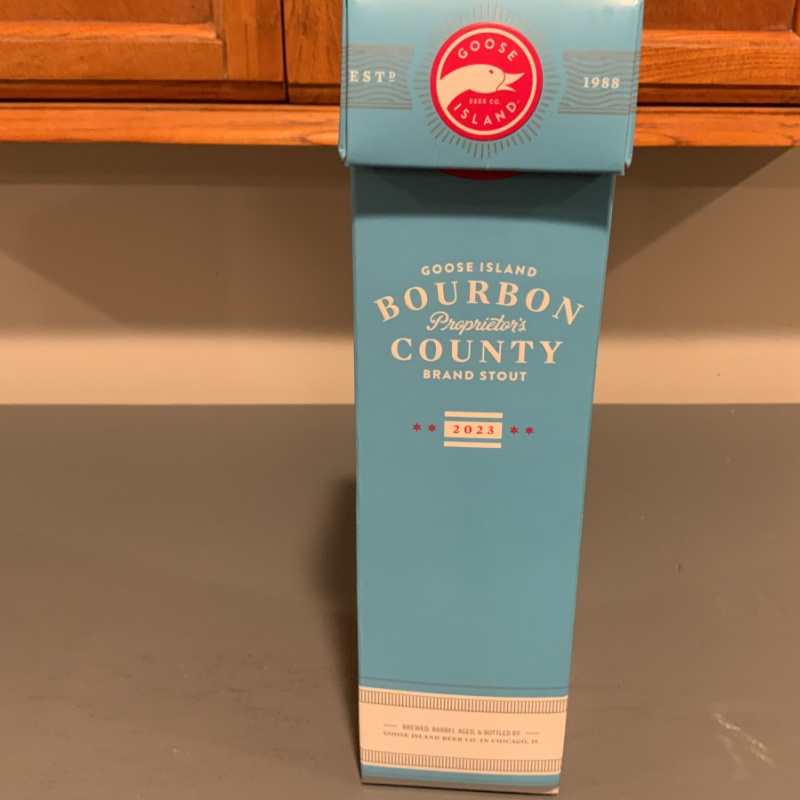 GOOSE
ESTD
1988
BEER CO.
ISLAND
GOOSE ISLAND
BOURBON
Proprietor's
COUNTY
BRAND STOUT
2023
BREWED, BARREL-AGED, & BOTTLED BY
GOOSE ISLAND BEER CO. IN CHICAGO, IL